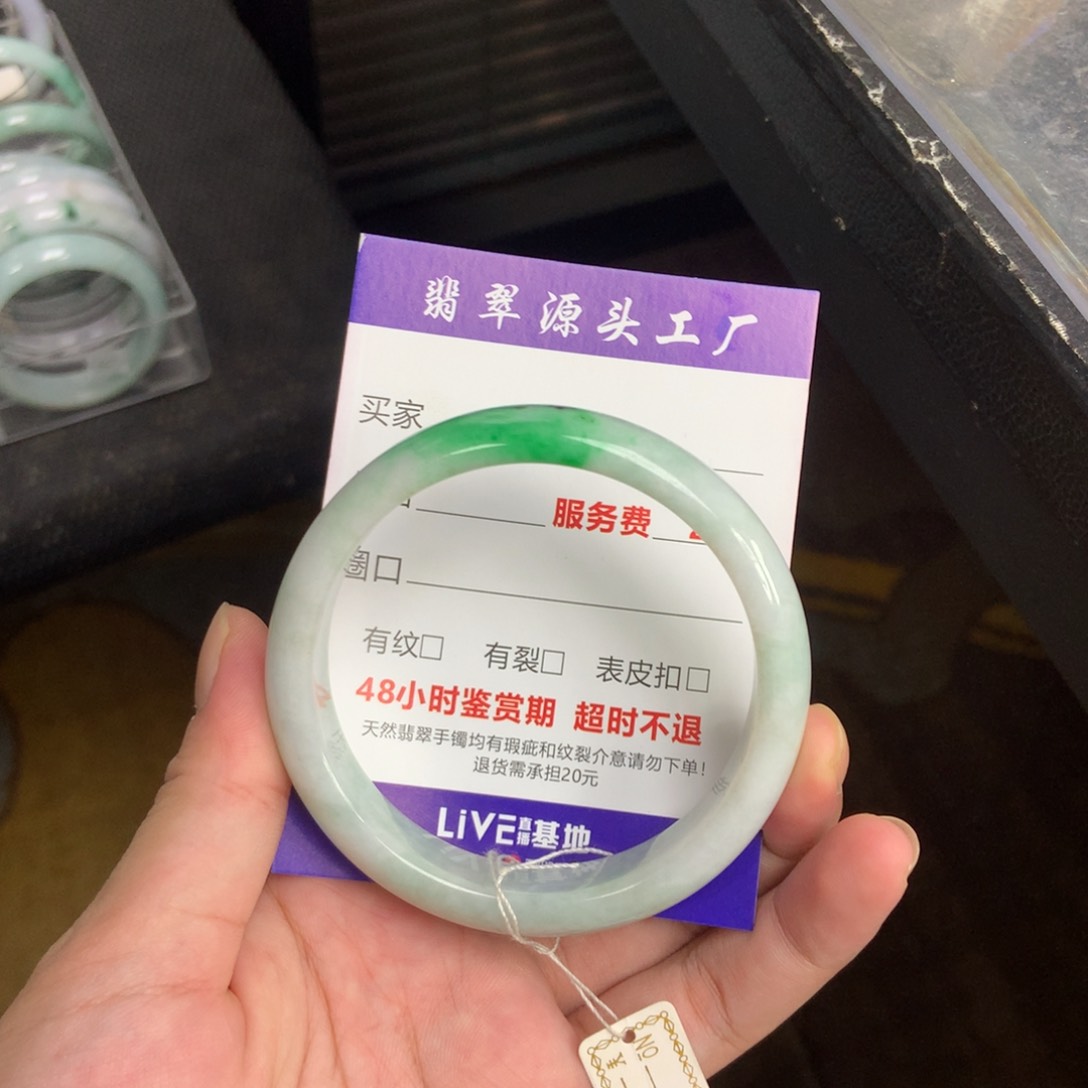 翡翠源头工厂
买家
服务费
圈口
有纹□ 有裂□ 表皮扣□
48小时鉴赏期 超时不退
天然翡翠手镯均有瑕疵和纹裂介意请勿下单!
退货需承担20元
LiVE直播基地
NO